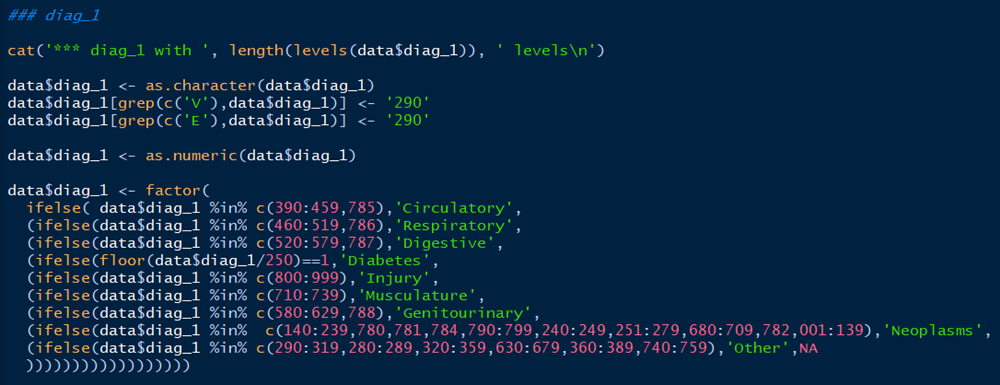 ### diag_1
cat('*** diag_1 with ', length(levels(data$diag_1)), ' levels\n')
data$diag_1 <- as.character(data$diag_1)
data$diag_1[grep(c('V'),data$diag_1)] <- '290'
data$diag_1[grep(c('E'),data$diag_1)] <- '290'
data$diag_1 <- as.numeric(data$diag_1)
data$diag_1 <- factor(
  ifelse( data$diag_1 %in% c(390:459,785),'Circulatory',
  (ifelse(data$diag_1 %in% c(460:519,786),'Respiratory',
  (ifelse(data$diag_1 %in% c(520:579,787),'Digestive',
  (ifelse(floor(data$diag_1/250)==1,'Diabetes',
  (ifelse(data$diag_1 %in% c(800:999),'Injury',
  (ifelse(data$diag_1 %in% c(710:739),'Musculature',
  (ifelse(data$diag_1 %in% c(580:629,788),'Genitourinary',
  (ifelse(data$diag_1 %in%  c(140:239,780,781,784,790:799,240:249,251:279,680:709,782,001:139),'Neoplasms',
  (ifelse(data$diag_1 %in% c(290:319,280:289,320:359,630:679,360:389,740:759),'Other',NA
  ))))))))))))))))))